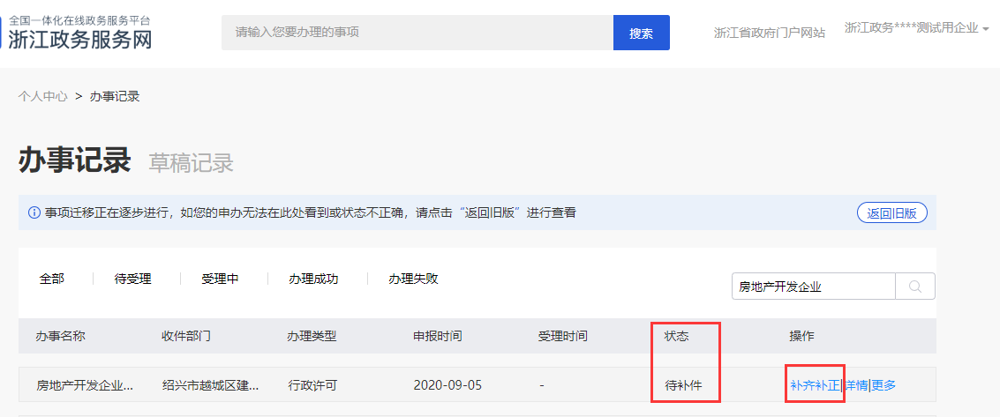 全国一体化在线政务服务平台
浙江政务服务网
请输入您要办理的事项
搜索
浙江省政府门户网站
浙江政务****测试用企业
个人中心 > 办事记录
办事记录 草稿记录
事项迁移正在逐步进行，如您的申办无法在此处看到或状态不正确，请点击“返回旧版”进行查看
返回旧版
全部 待受理 受理中 办理成功 办理失败
房地产开发企业
办事名称 收件部门 办理类型 申报时间 受理时间 状态 操作
房地产开发企业... 绍兴市越城区建... 行政许可 2020-09-05 - 待补件 补齐补正|详情|更多